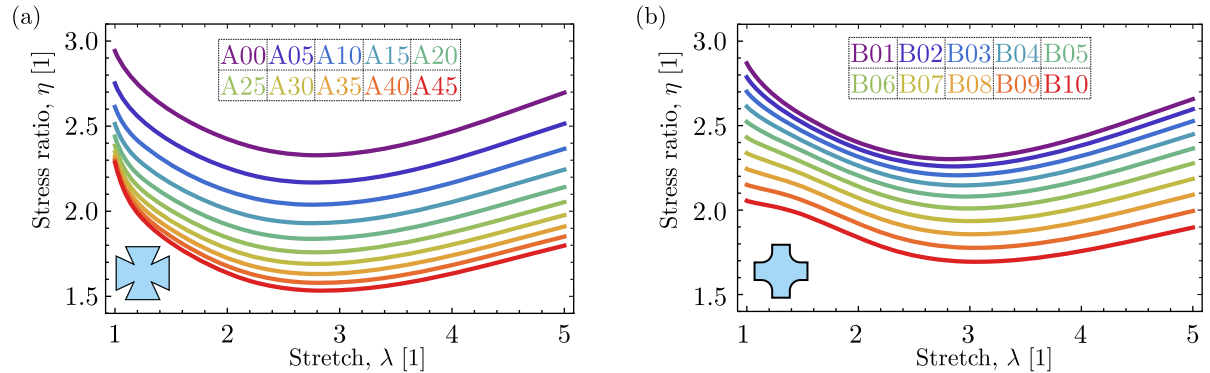 (a)
Stress ratio, η [1]
3.0
2.5
2.0
1.5
A00 A05 A10 A15 A20
A25 A30 A35 A40 A45
1 2 3 4 5
Stretch, λ [1]
(b)
Stress ratio, η [1]
3.0
2.5
2.0
1.5
B01 B02 B03 B04 B05
B06 B07 B08 B09 B10
1 2 3 4 5
Stretch, λ [1]